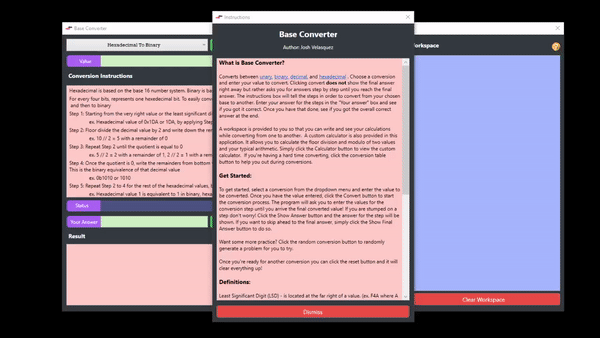 Base Converter
Hexadecimal To Binary
Value
Conversion Instructions
Hexadecimal is based on the base 16 number system. Binary is ba
For every four bits, represents one hexadecimal bit. To easily conv
and then to binary
Step 1: Starting from the very right value or the least significant di
ex. Hexadecimal value of 0x1DA or 1DA, by applying Step
Step 2: Floor divide the decimal value by 2 and write down the rem
ex. 10 // 2 = 5 with a remainder of 0
Step 3: Repeat Step 2 until the quotient is equal to 0
ex. 5 // 2 = 2 with a remainder of 1; 2 // 2 = 1 with a rem
Step 4: Once the quotient is 0, write the remainders from bottom t
This is the binary equivalent of that decimal value
ex. 0b1010 or 1010
Step 5: Repeat Step 2 to 4 for the rest of the hexadecimal values, t
ex. Hexadecimal value 1 is equivalent to 1 in binary, hexa
Status
Your Answer
Result
Instructions
Base Converter
Author: Josh Velasquez
What is Base Converter?
Converts between unary, binary, decimal, and hexadecimal. Choose a conversion
and enter your value to convert. Clicking convert does not show the final answer
right away but rather asks you for answers step by step until you reach the final
answer. The instructions box will tell the steps in order to convert from your chosen
base to another. Enter your answer for the steps in the "Your answer" box and see
if you got it correct. Once you have that done, you will see if you got the overall correct
answer at the end.
A workspace is provided to you so that you can write and see your calculations
while converting from one to another. A custom calculator is also provided in this
application. It allows you to calculate the floor division and modulo of two values
and your typical arithmetic. Simply click the Calculator button to view the custom
calculator. If you're having a hard time converting, click the conversion table
button to help you out during conversions.
Get Started:
To get started, select a conversion from the dropdown menu and enter the value to
be converted. Once you have the value entered, click the Convert button to start
the conversion process. The program will ask you to enter the values for the
conversion step until you arrive the final converted value! If you are stumped on
a step don't worry! Click the Show Answer button and the answer for the step will be
shown. If you want to skip ahead to the final answer, simply click the Show Final
Answer button to do so.
Want some more practice? Click the random button to randomly
generate a problem for you to try.
Once you're ready for another conversion you can click the reset button and it will
clear everything up!
Definitions:
Least Significant Digit (LSD) - is located at the far right of a value. (ex. F4A where A
Dismiss
Workspace
Clear Workspace